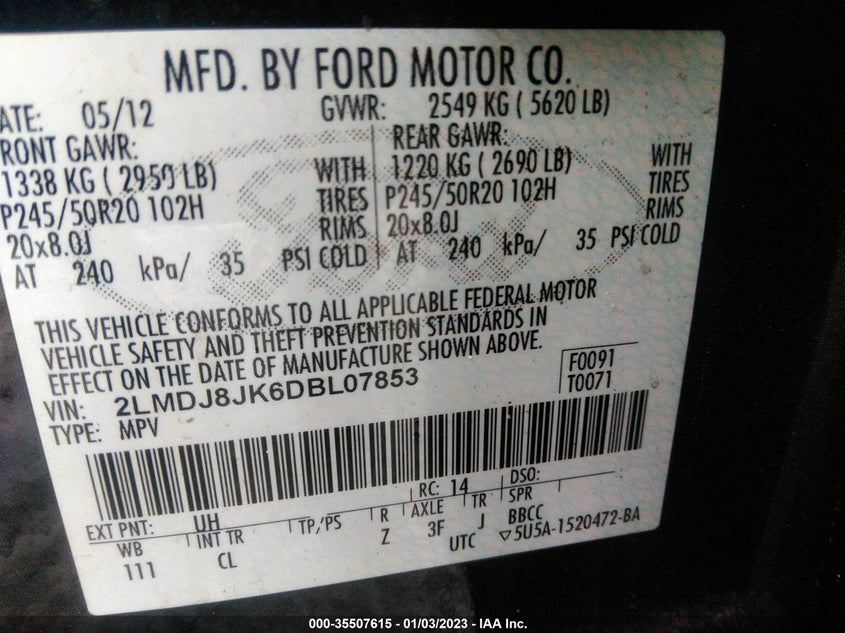 MFD. BY FORD MOTOR CO.
ATE: 05/12 GVWR: 2549 KG ( 5620 LB)
RONT GAWR: REAR GAWR:
1338 KG ( 2950 LB) WITH 1220 KG ( 2690 LB) WITH
P245/50R20 102H TIRES P245/50R20 102H TIRES
20x8.0J RIMS 20x8.0J RIMS
AT 240 kPa/ 35 PSI COLD AT 240 kPa/ 35 PSI COLD
THIS VEHICLE CONFORMS TO ALL APPLICABLE FEDERAL MOTOR
VEHICLE SAFETY AND THEFT PREVENTION STANDARDS IN
EFFECT ON THE DATE OF MANUFACTURE SHOWN ABOVE.
VIN: 2LMDJ8JK6DBL07853 F0091
TYPE: MPV T0071
EXT PNT: UH RC: 14 DSO:
WB INT TR TP/PS R AXLE TR SPR
111 CL Z 3F J BBCC
UTC ▽5U5A-1520472-BA
000-35507615 - 01/03/2023 - IAA Inc.